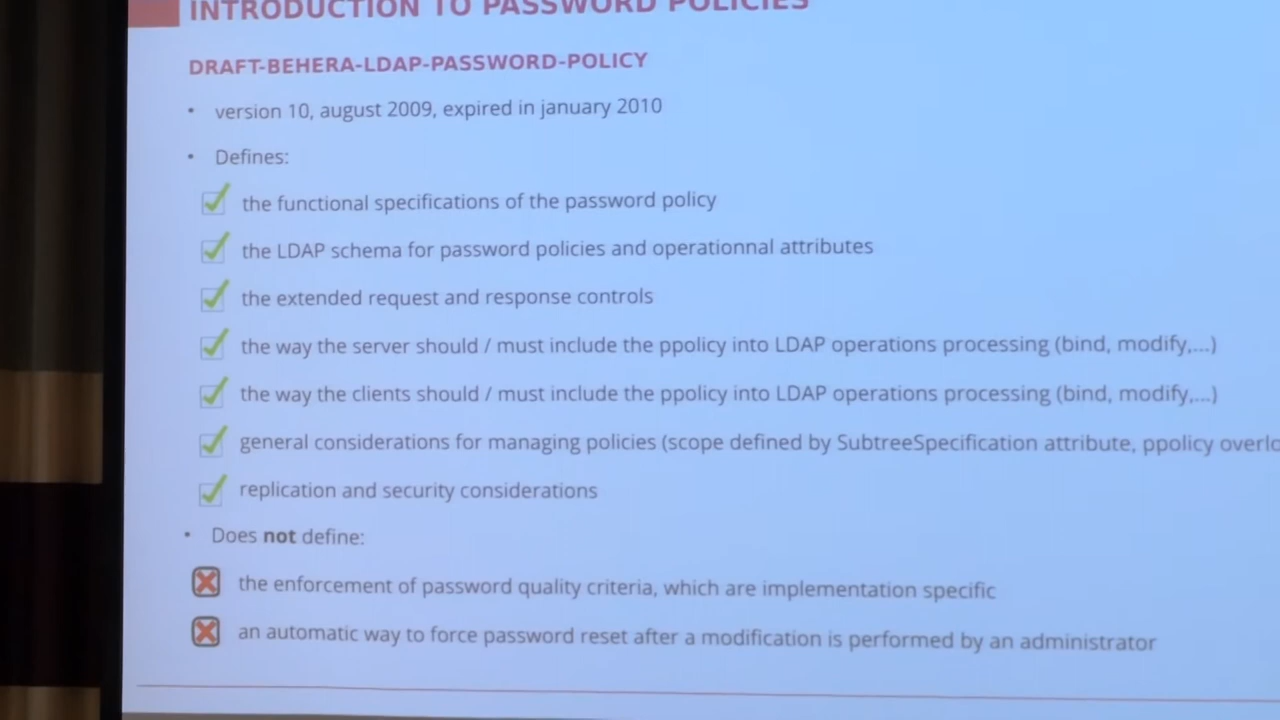 INTRODUCTION TO PASSWORD POLICIES
DRAFT-BEHERA-LDAP-PASSWORD-POLICY
• version 10, august 2009, expired in january 2010
• Defines:
the functional specifications of the password policy
the LDAP schema for password policies and operationnal attributes
the extended request and response controls
the way the server should / must include the ppolicy into LDAP operations processing (bind, modify,...)
the way the clients should / must include the ppolicy into LDAP operations processing (bind, modify,...)
general considerations for managing policies (scope defined by SubtreeSpecification attribute, ppolicy
replication and security considerations
• Does not define:
the enforcement of password quality criteria, which are implementation specific
an automatic way to force password reset after a modification is performed by an administrator